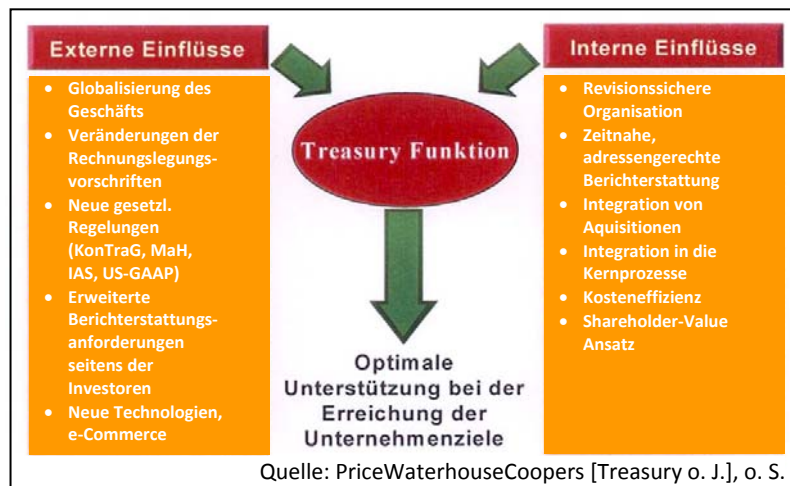 Externe Einflüsse
• Globalisierung des
Geschäfts
• Veränderungen der
Rechnungslegungs-
vorschriften
• Neue gesetzl.
Regelungen
(KonTraG, MaH,
IAS, US-GAAP)
• Erweiterte
Berichterstattungs-
anforderungen
seitens der
Investoren
• Neue Technologien,
e-Commerce
Treasury Funktion
Optimale
Unterstützung bei der
Erreichung der
Unternehmenziele
Interne Einflüsse
• Revisionssichere
Organisation
• Zeitnahe,
adressengerechte
Berichterstattung
• Integration von
Aquisitionen
• Integration in die
Kernprozesse
• Kosteneffizienz
• Shareholder-Value
Ansatz
Quelle: PriceWaterhouseCoopers [Treasury o. J.], o. S.